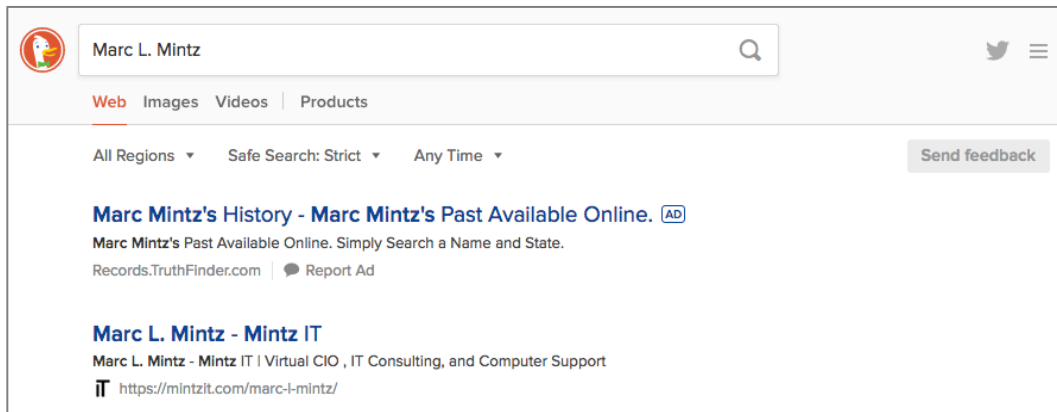 Marc L. Mintz
Web Images Videos Products
All Regions Safe Search: Strict Any Time Send feedback
Marc Mintz's History - Marc Mintz's Past Available Online. AD
Marc Mintz's Past Available Online. Simply Search a Name and State.
Records.TruthFinder.com Report Ad
Marc L. Mintz - Mintz IT
Marc L. Mintz - Mintz IT | Virtual CIO , IT Consulting, and Computer Support
iT https://mintzit.com/marc-l-mintz/